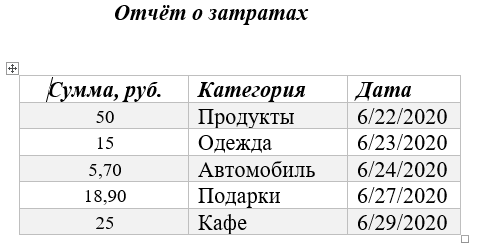 Отчёт о затратах
Сумма, руб. Категория Дата
50 Продукты 6/22/2020
15 Одежда 6/23/2020
5,70 Автомобиль 6/24/2020
18,90 Подарки 6/27/2020
25 Кафе 6/29/2020